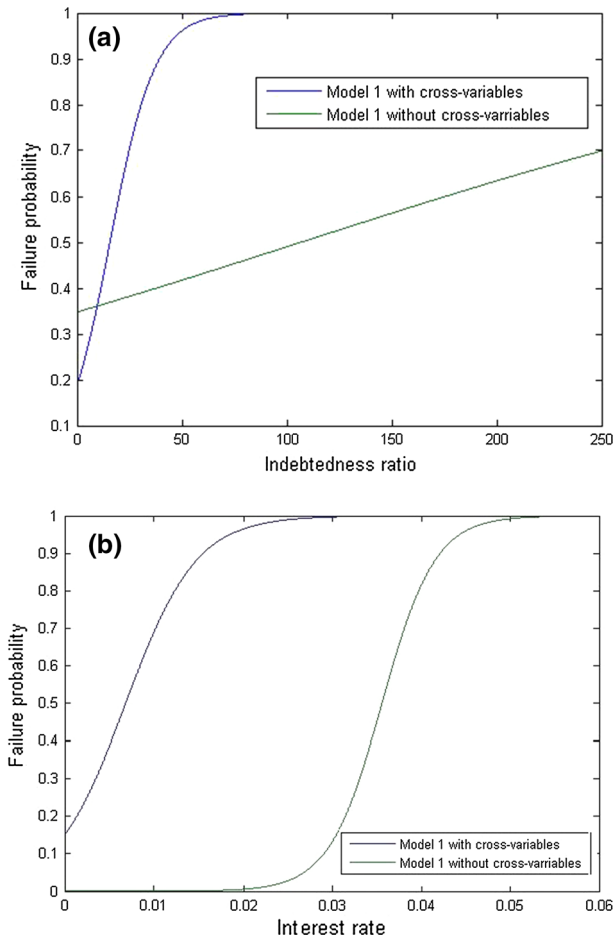 (a)
1
0.9
0.8
0.7
0.6
0.5
0.4
0.3
0.2
0.1
Failure probability
Model 1 with cross-variables
Model 1 without cross-varriables
0 50 100 150 200 250
Indebtedness ratio
(b)
1
0.9
0.8
0.7
0.6
0.5
0.4
0.3
0.2
0.1
0
Failure probability
Model 1 with cross-variables
Model 1 without cross-varriables
0 0.01 0.02 0.03 0.04 0.05 0.06
Interest rate